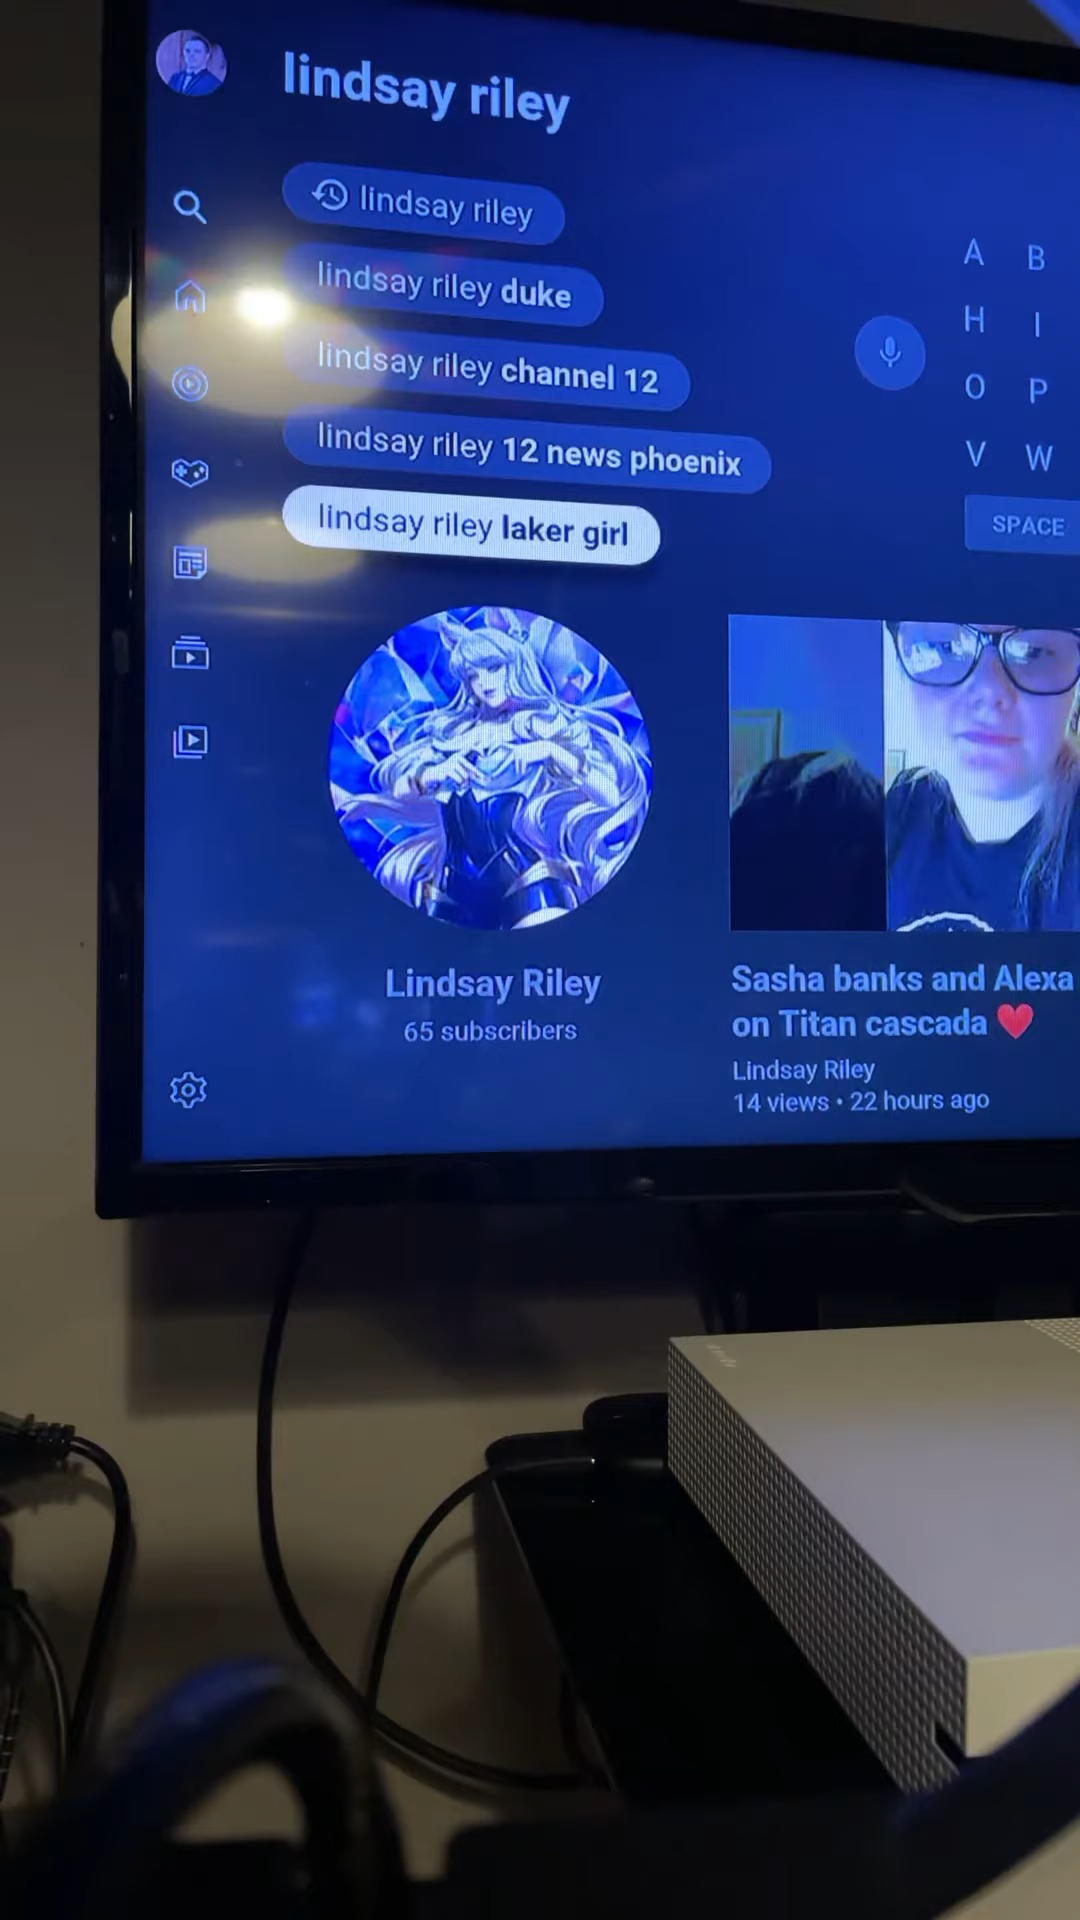 lindsay riley
lindsay riley
lindsay riley duke
lindsay riley channel 12
lindsay riley 12 news phoenix
lindsay riley laker girl
A B
H I
O P
V W
SPACE
Lindsay Riley
65 subscribers
Sasha banks and Alexa
on Titan cascada ❤️
Lindsay Riley
14 views • 22 hours ago